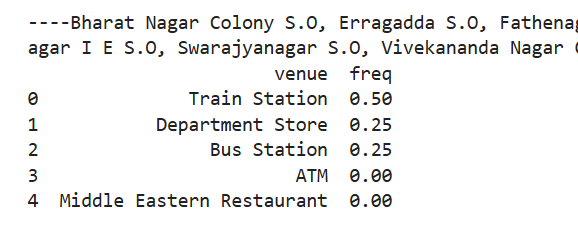 ----Bharat Nagar Colony S.O, Erragadda S.O, Fathenag
agar I E S.O, Swarajyanagar S.O, Vivekananda Nagar
venue freq
0 Train Station 0.50
1 Department Store 0.25
2 Bus Station 0.25
3 ATM 0.00
4 Middle Eastern Restaurant 0.00